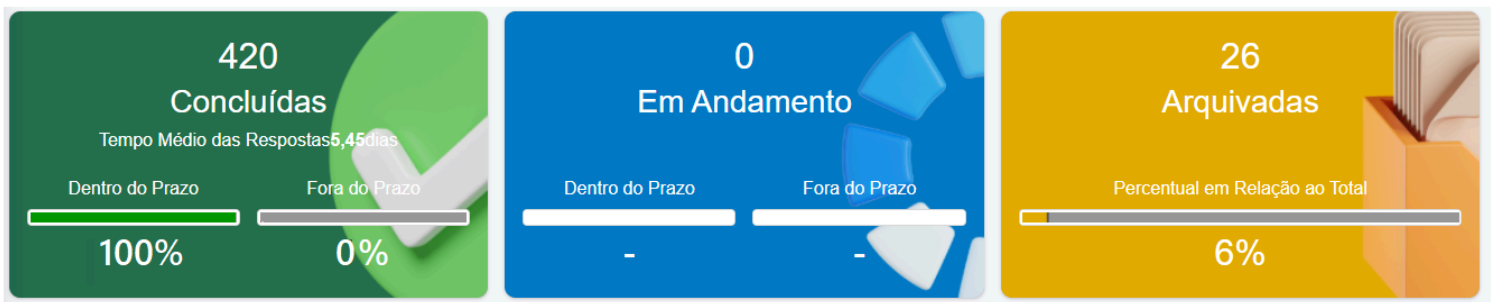 420
Concluídas
Tempo Médio das Respostas5,45dias
Dentro do Prazo
Fora do Prazo
100%
0%
0
Em Andamento
Dentro do Prazo
Fora do Prazo
-
-
26
Arquivadas
Percentual em Relação ao Total
6%